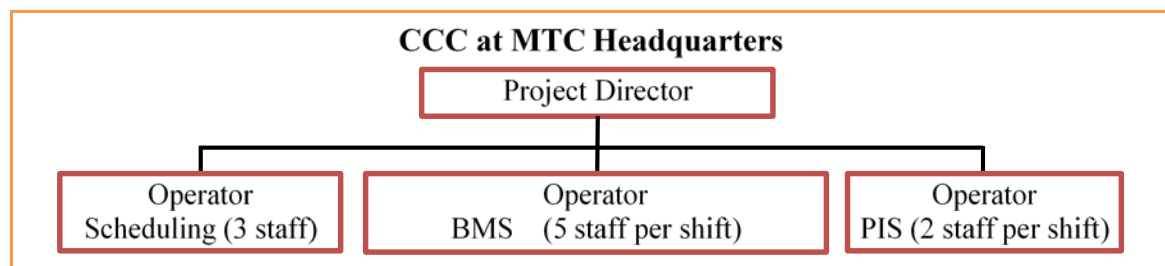 CCC at MTC Headquarters
Project Director
Operator
Scheduling (3 staff)
Operator
BMS (5 staff per shift)
Operator
PIS (2 staff per shift)